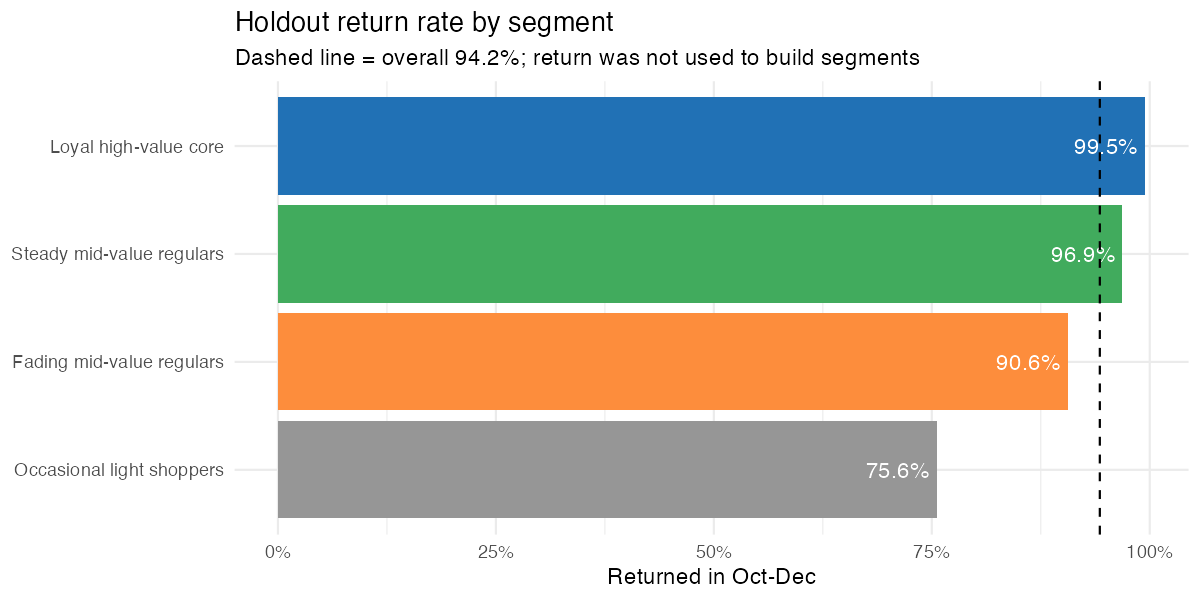 Holdout return rate by segment
Dashed line = overall 94.2%; return was not used to build segments
Loyal high-value core
99.5%
Steady mid-value regulars
96.9%
Fading mid-value regulars
90.6%
Occasional light shoppers
75.6%
0% 25% 50% 75% 100%
Returned in Oct-Dec